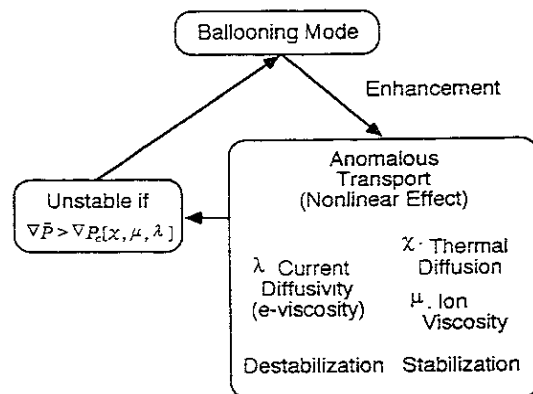 Ballooning Mode
Enhancement
Anomalous
Transport
(Nonlinear Effect)
Unstable if
∇P̄ > ∇P_c[χ, μ, λ]
λ Current
Diffusivity
(e-viscosity)
χ. Thermal
Diffusion
μ. Ion
Viscosity
Destabilization
Stabilization